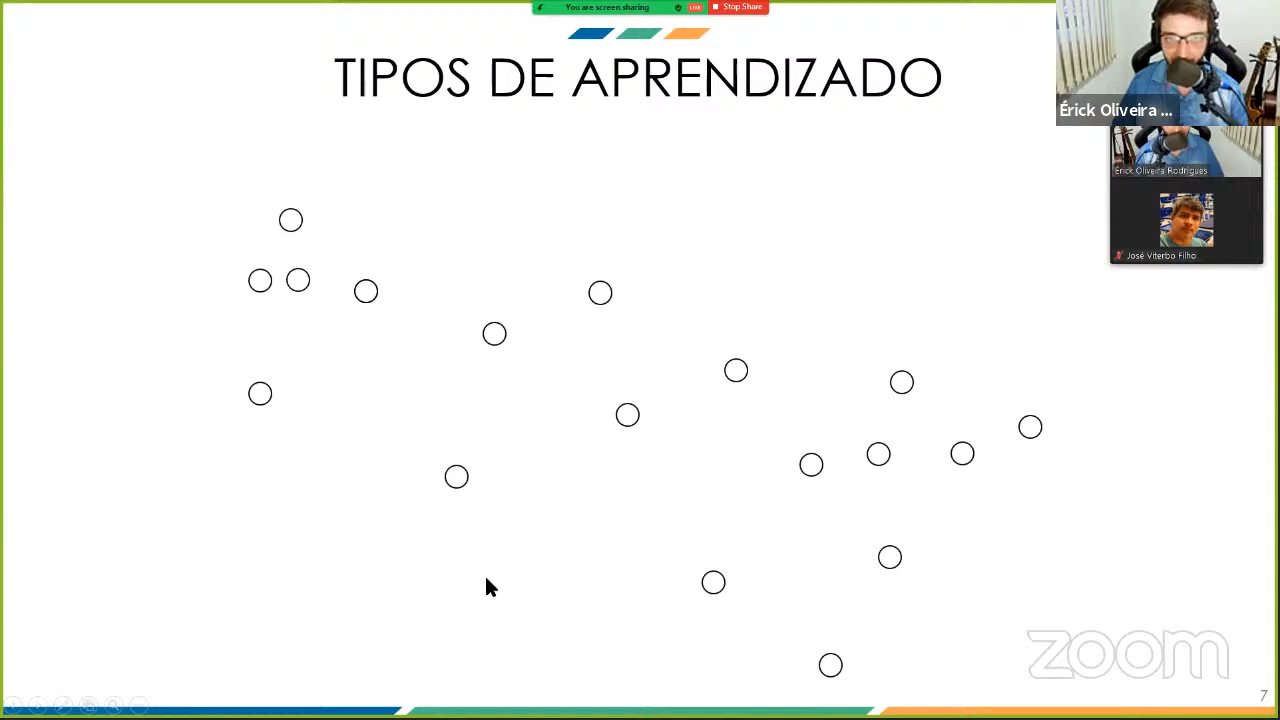 You are screen sharing
LIVE
Stop Share
TIPOS DE APRENDIZADO
Érick Oliveira ...
Érick Oliveira Rodrigues
José Viterbo Filho
zoom
7